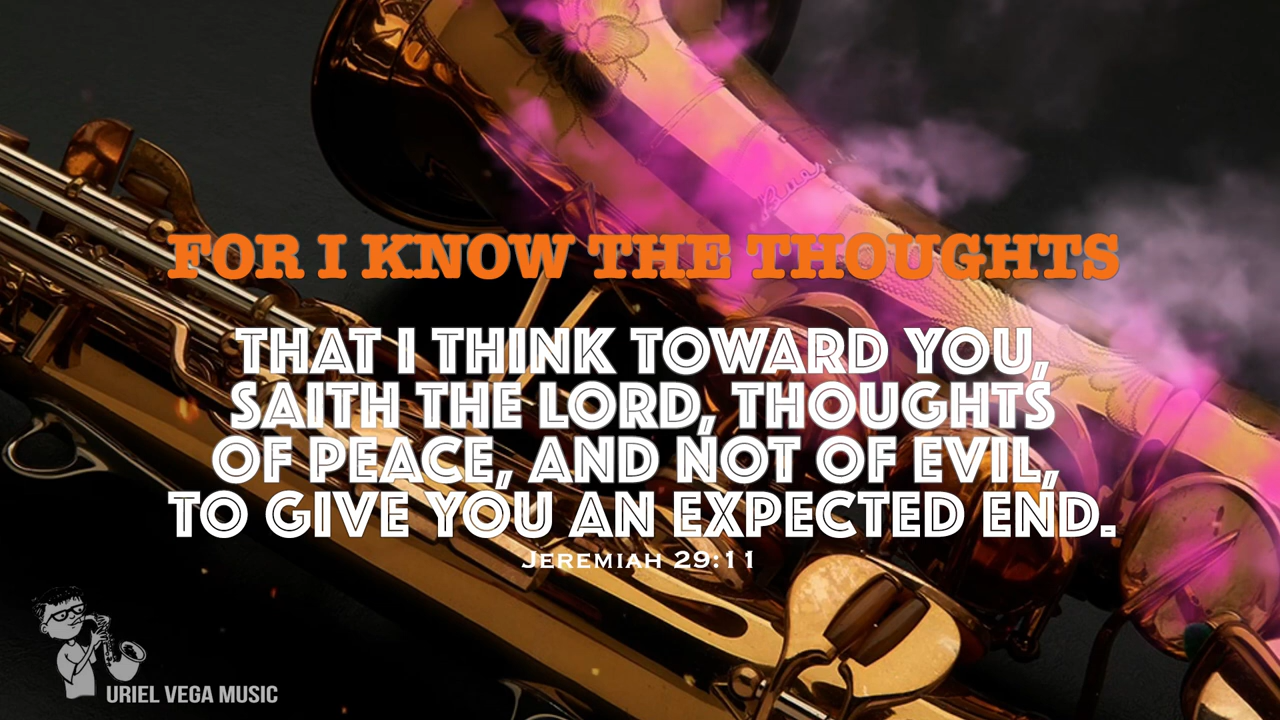 FOR I KNOW THE THOUGHTS
THAT I THINK TOWARD YOU,
SAITH THE LORD, THOUGHTS
OF PEACE, AND NOT OF EVIL,
TO GIVE YOU AN EXPECTED END.
JEREMIAH 29:11
URIEL VEGA MUSIC